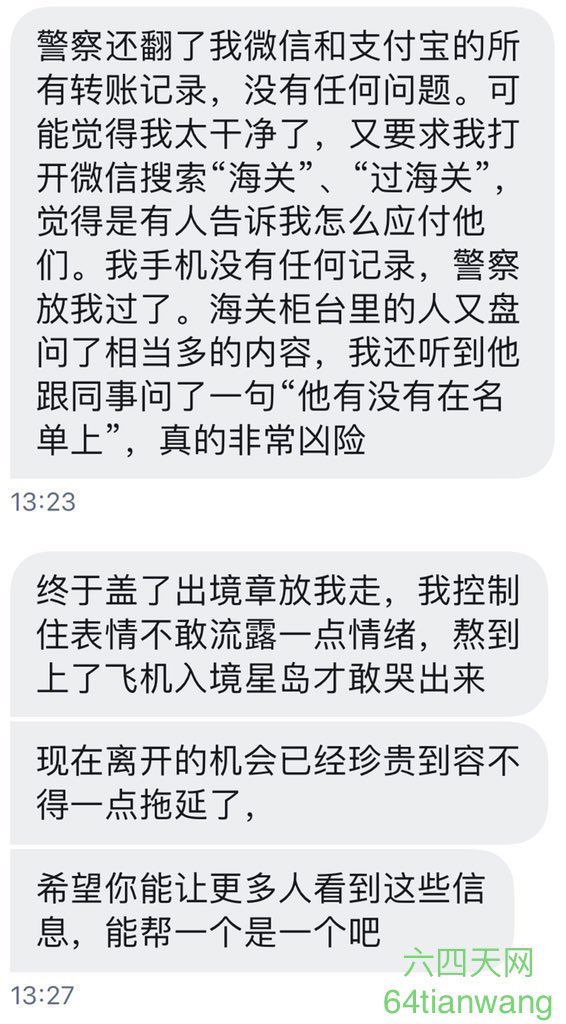 警察还翻了我微信和支付宝的所
有转账记录，没有任何问题。可
能觉得我太干净了，又要求我打
开微信搜索“海关”、“过海关”，
觉得是有人告诉我怎么应付他
们。我手机没有任何记录，警察
放我过了。海关柜台里的人又盘
问了相当多的内容，我还听到他
跟同事问了一句“他有没有在名
单上”，真的非常凶险
13:23
终于盖了出境章放我走，我控制
住表情不敢流露一点情绪，熬到
上了飞机入境星岛才敢哭出来
现在离开的机会已经珍贵到容不
得一点拖延了，
希望你能让更多人看到这些信
息，能帮一个是一个吧
13:27
六四天网
64tianwang